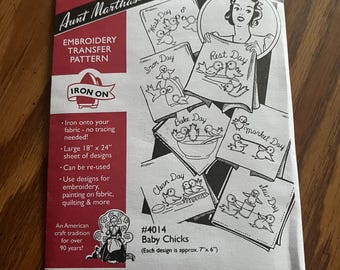 Aunt Martha's
EMBROIDERY
TRANSFER
PATTERN
IRON ON
• Iron onto your
fabric - no tracing
needed!
• Large 18" x 24"
sheet of designs
• Can be re-used
• Use designs for
embroidery,
painting on fabric,
quilting & more
An American
craft tradition
for over
90 years!
Wash Day
Rest Day
Iron Day
Bake Day
Market Day
Clean Day
Day
#4014
Baby Chicks
(Each design is approx. 7" x 6")